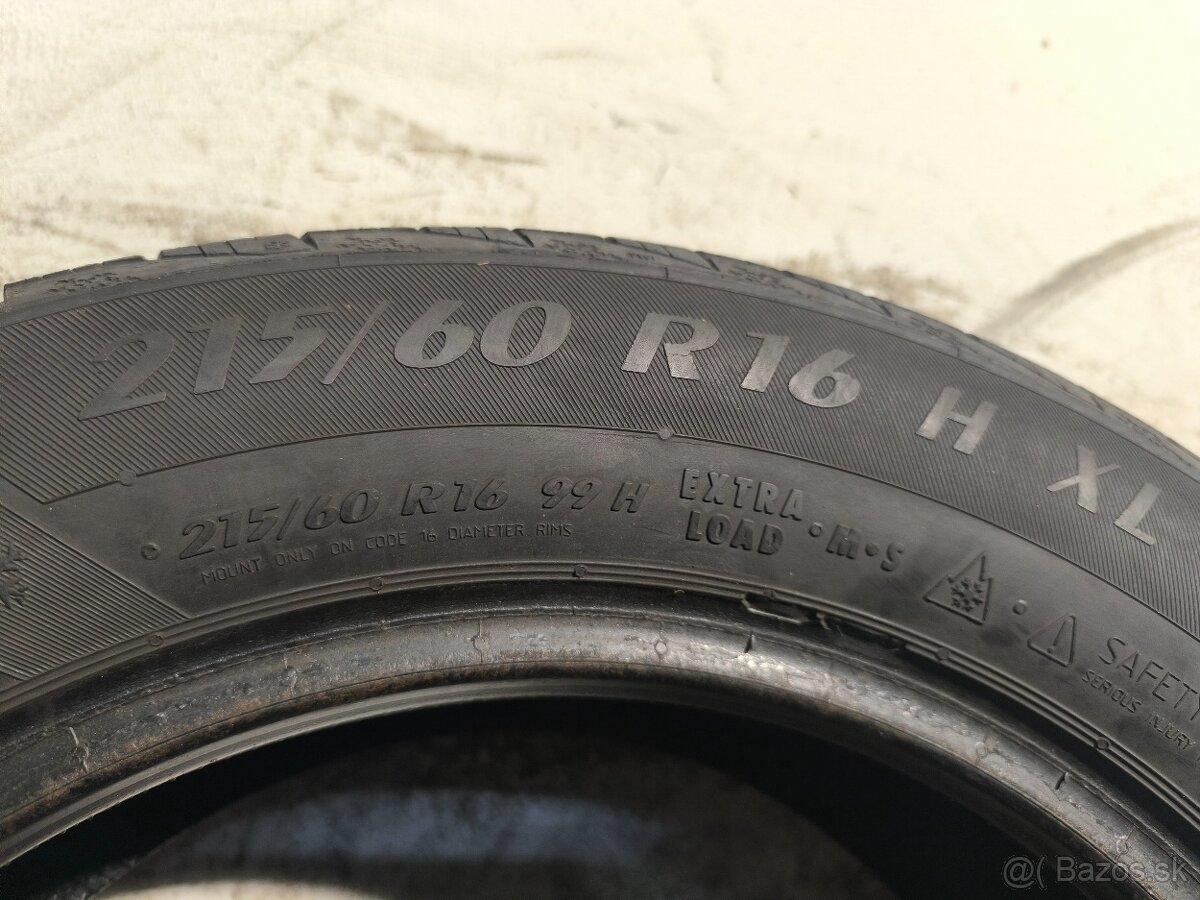 215/60 R16 H XL
215/60 R16 99 H EXTRA LOAD • M•S
MOUNT ONLY ON CODE 16 DIAMETER RIMS
SAFETY
SERIOUS INJURY
@( Bazos.sk